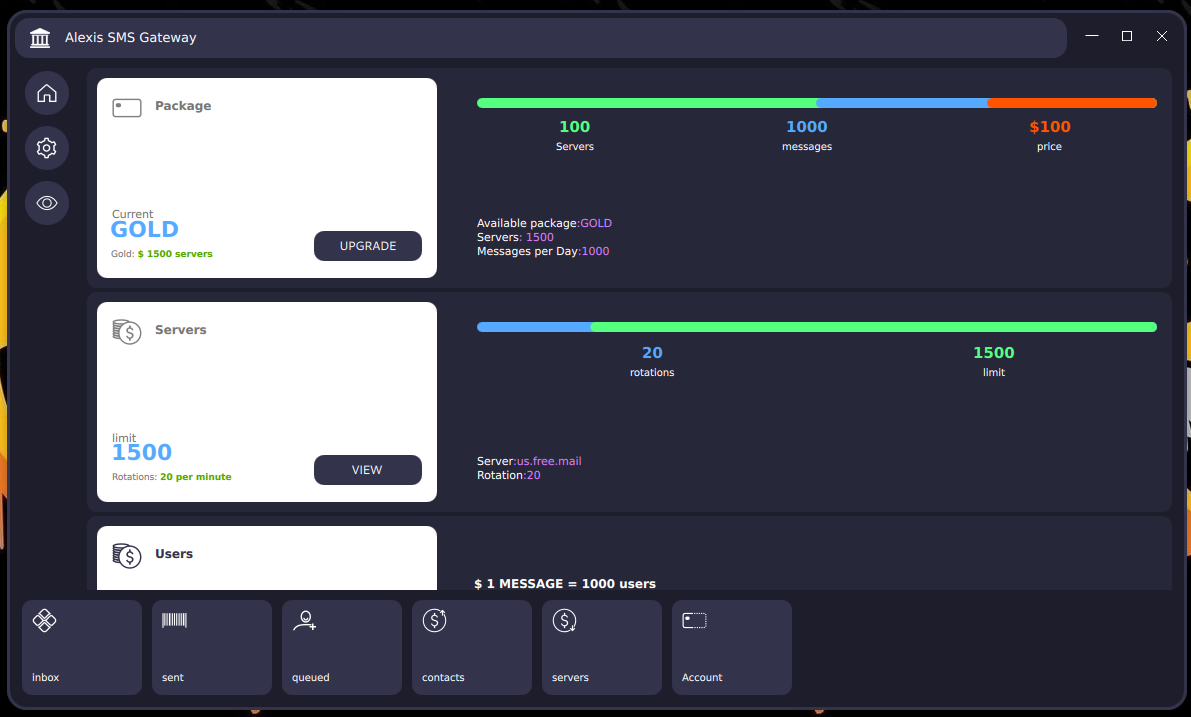 Alexis SMS Gateway
Package
100
1000
$100
Servers
messages
price
Current
GOLD
Gold: $ 1500 servers
UPGRADE
Available package:GOLD
Servers: 1500
Messages per Day:1000
Servers
20
1500
rotations
limit
limit
1500
Rotations: 20 per minute
VIEW
Server:us.free.mail
Rotation:20
Users
$ 1 MESSAGE = 1000 users
inbox
sent
queued
contacts
servers
Account